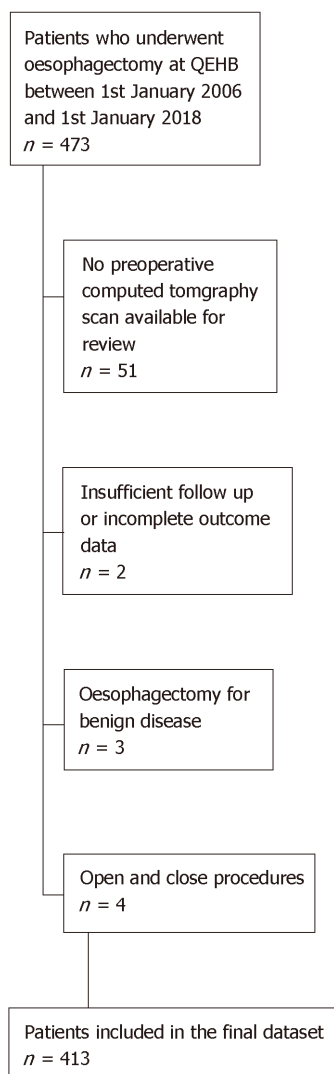 Patients who underwent
oesophagectomy at QEHB
between 1st January 2006
and 1st January 2018
n = 473
No preoperative
computed tomgraphy
scan available for
review
n = 51
Insufficient follow up
or incomplete outcome
data
n = 2
Oesophagectomy for
benign disease
n = 3
Open and close procedures
n = 4
Patients included in the final dataset
n = 413